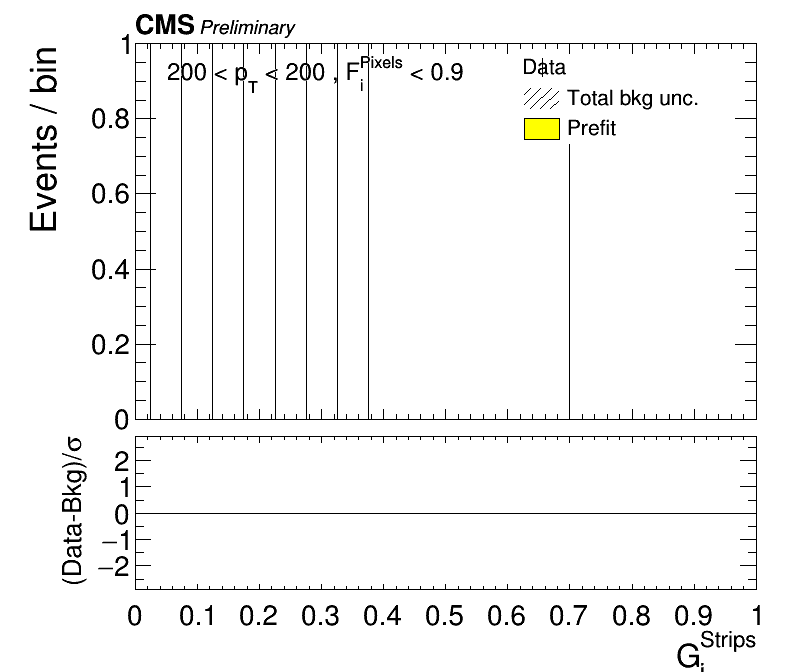 CMS Preliminary
200 < p_T < 200 , F_i^Pixels < 0.9
Data
Total bkg unc.
Prefit
Events / bin
1
0.8
0.6
0.4
0.2
0
(Data-Bkg)/σ
2
1
0
−1
−2
0 0.1 0.2 0.3 0.4 0.5 0.6 0.7 0.8 0.9 1
G_i^Strips